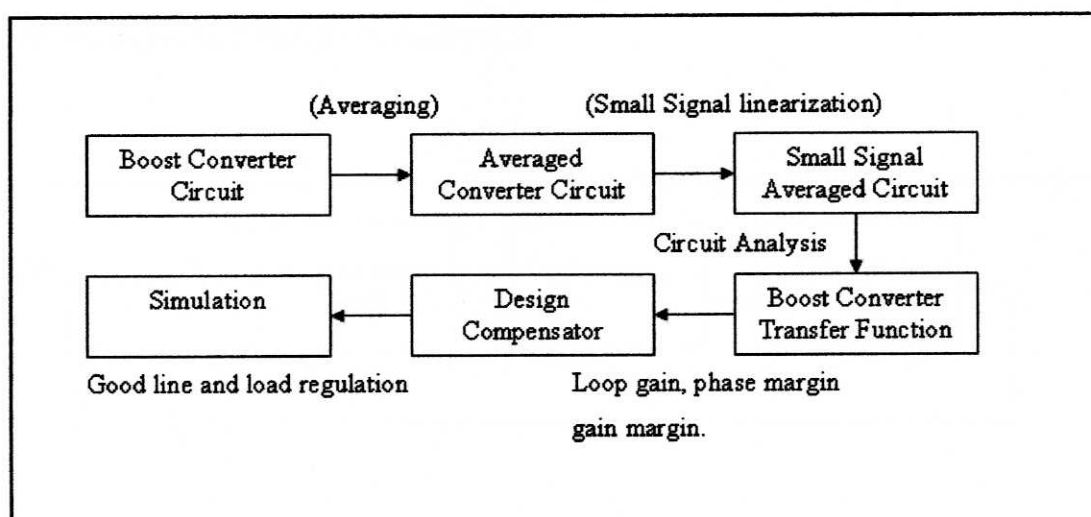 (Averaging)
(Small Signal linearization)
Boost Converter
Circuit
Averaged
Converter Circuit
Small Signal
Averaged Circuit
Circuit Analysis
Simulation
Design
Compensator
Boost Converter
Transfer Function
Good line and load regulation
Loop gain, phase margin
gain margin.